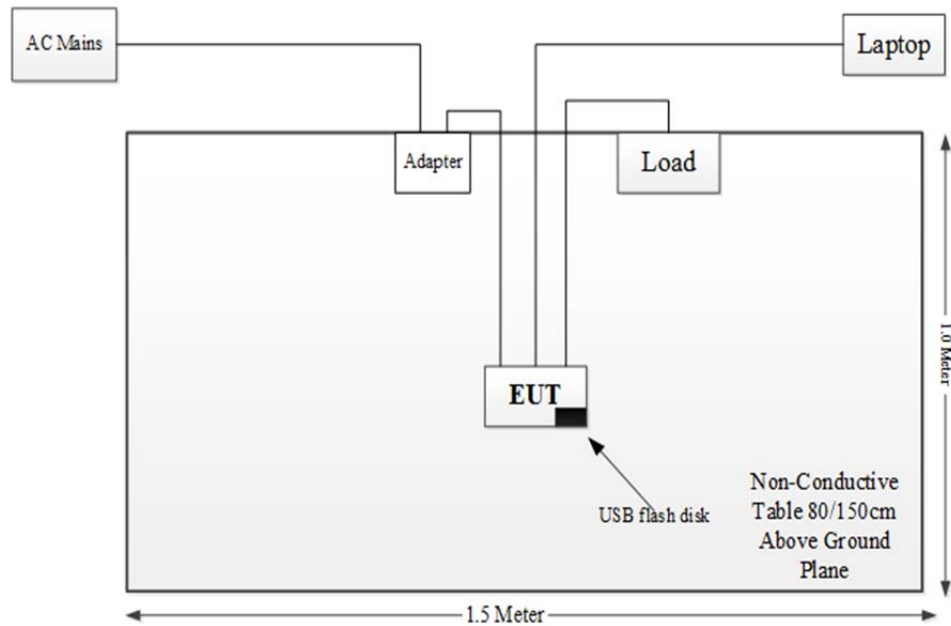 AC Mains
Laptop
Adapter
Load
1.0 Meter
EUT
USB flash disk
Non-Conductive
Table 80/150cm
Above Ground
Plane
1.5 Meter